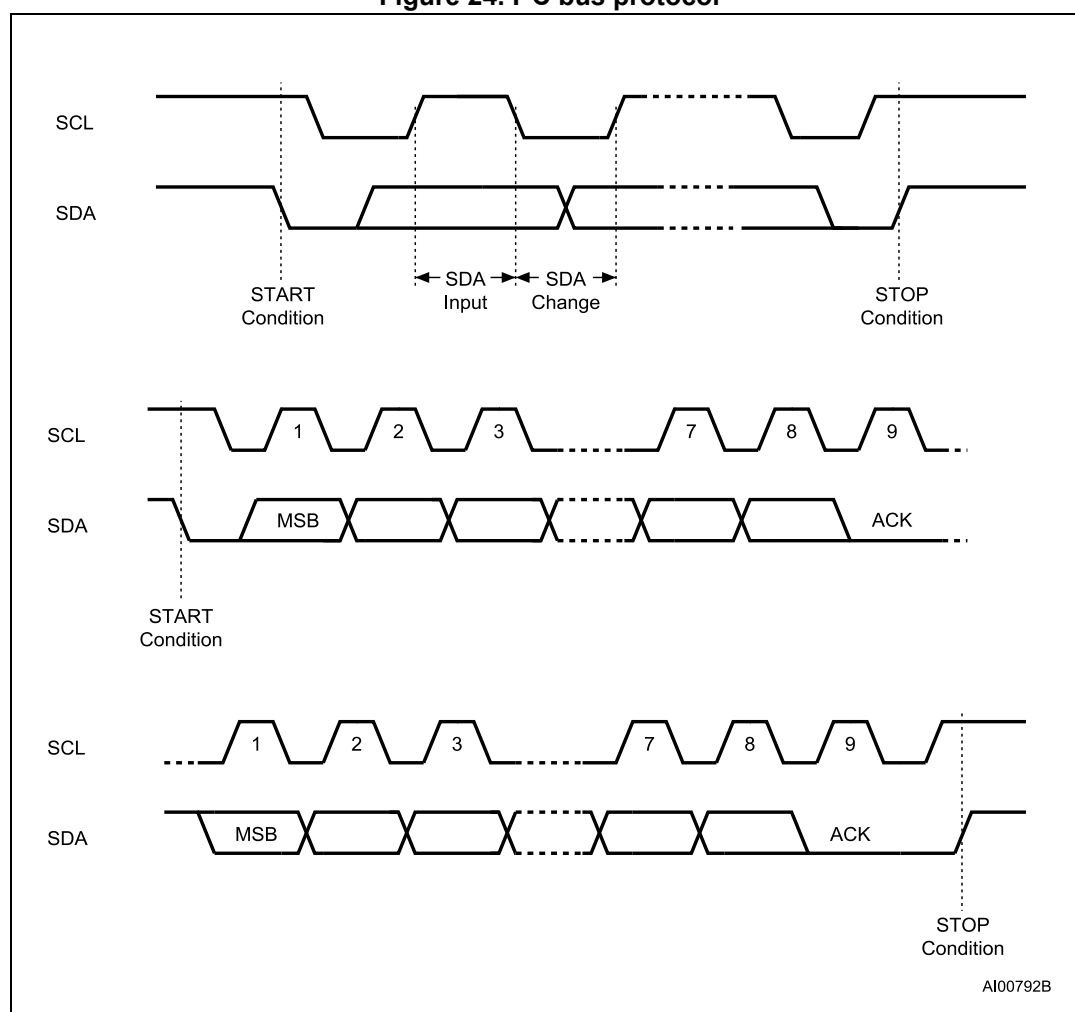 SCL
SDA
SDA
Input
SDA
Change
START
Condition
STOP
Condition
SCL
1 2 3 7 8 9
SDA
MSB ACK
START
Condition
SCL
1 2 3 7 8 9
SDA
MSB ACK
STOP
Condition
AI00792B